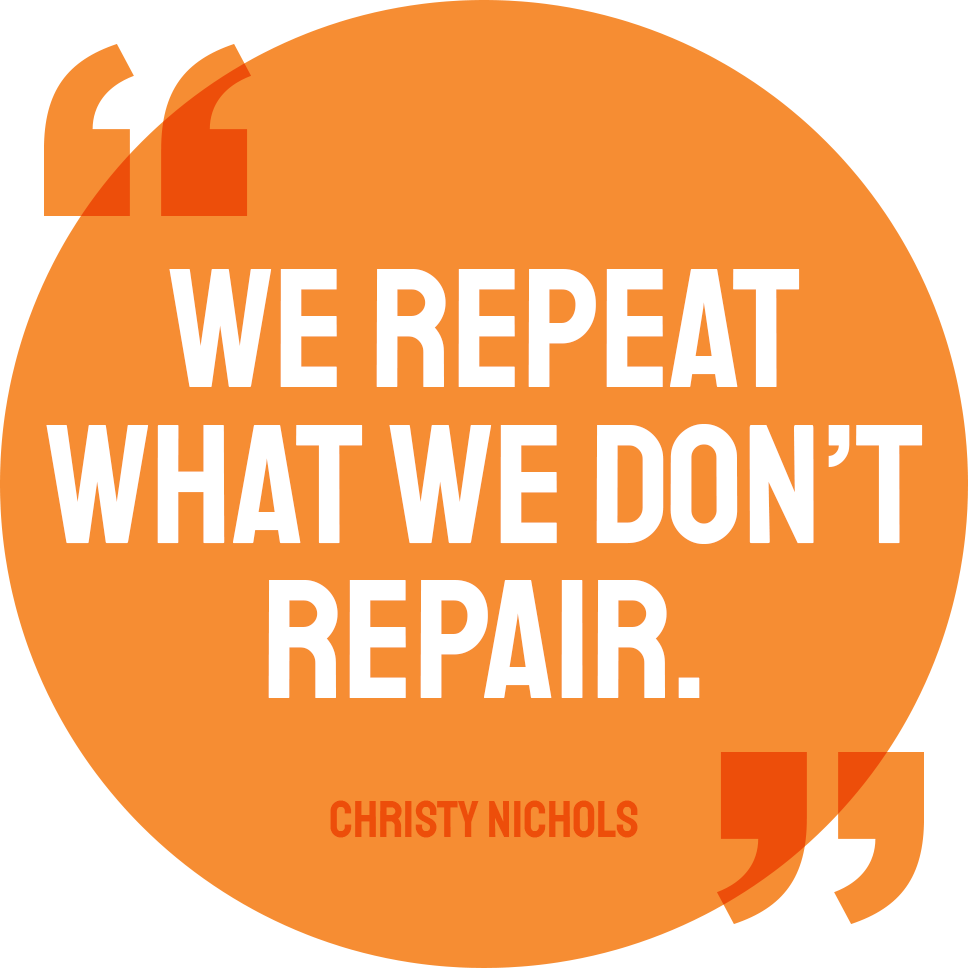 WE REPEAT
WHAT WE DON’T
REPAIR.
CHRISTY NICHOLS